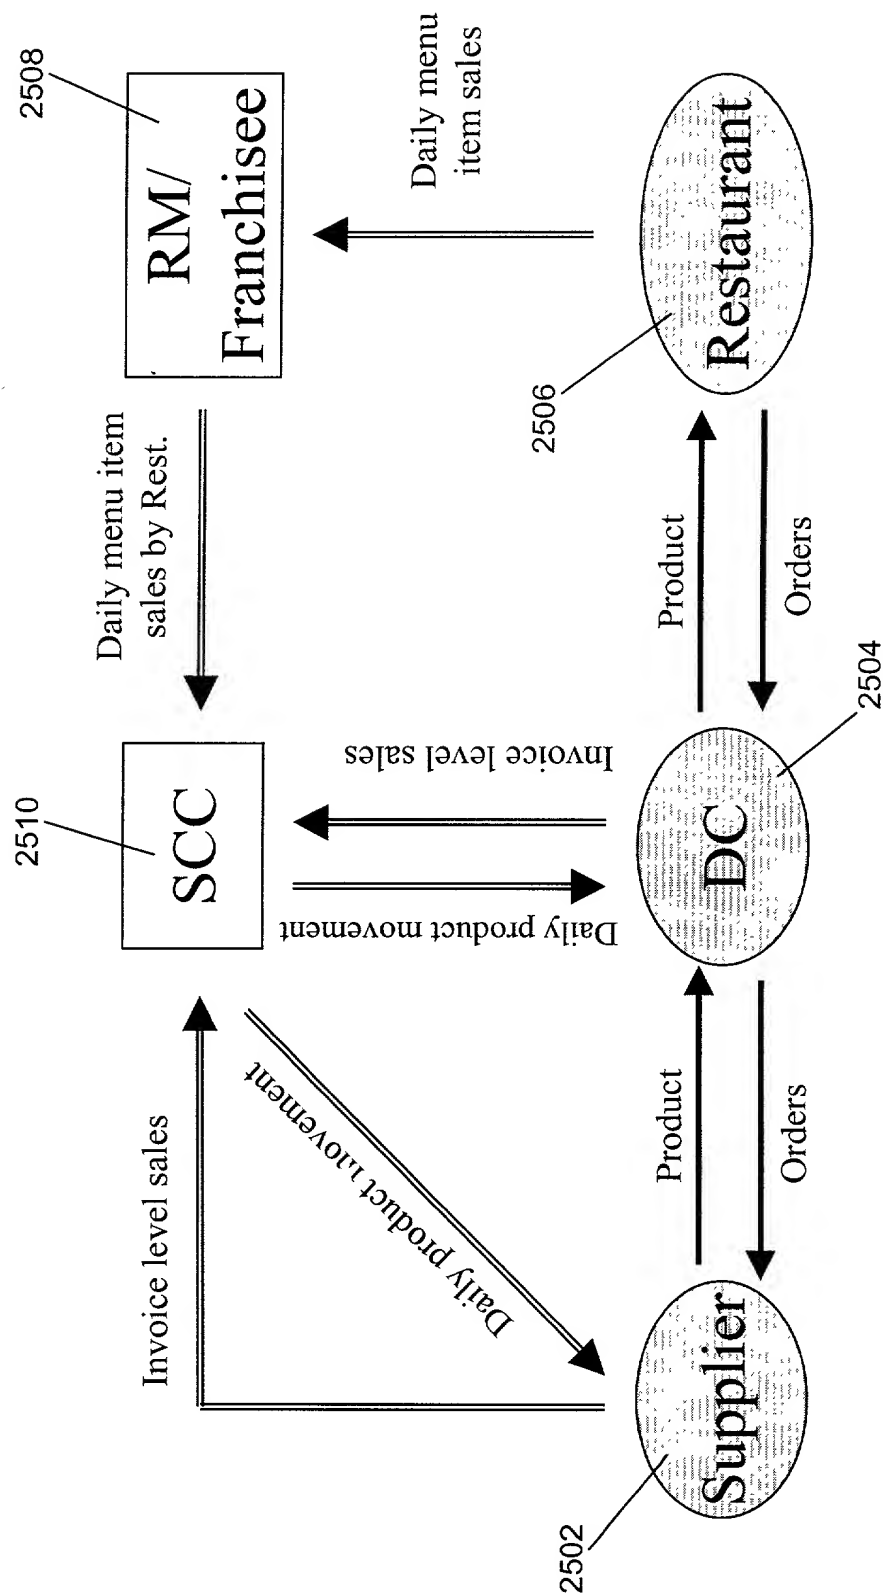 2510
SCC
2508
RM/
Franchisee
Daily menu item
sales by Rest.
Invoice level sales
Daily product movement
Daily product Movement
Invoice level sales
Daily menu
item sales
2502
Supplier
Product
Orders
DC
2504
Product
Orders
2506
Restaurant